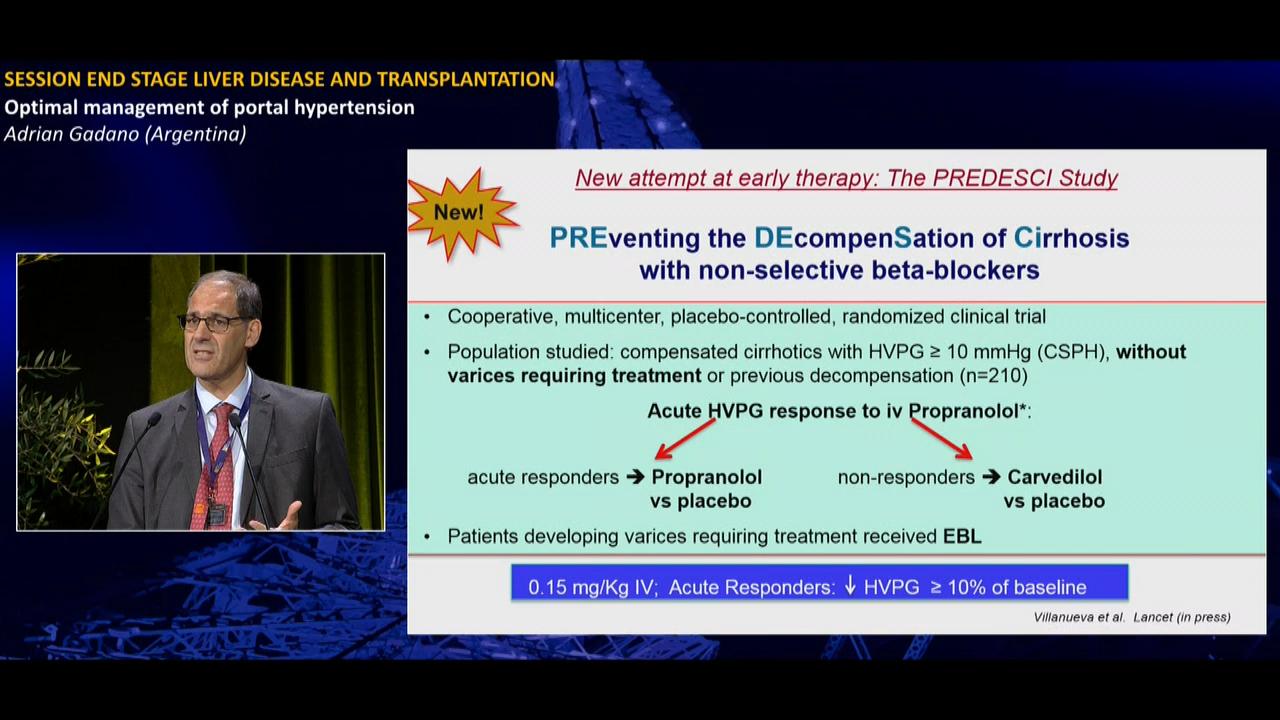 SESSION END STAGE LIVER DISEASE AND TRANSPLANTATION
Optimal management of portal hypertension
Adrian Gadano (Argentina)
New attempt at early therapy: The PREDESCI Study
New!
PREventing the DEcompenSation of Cirrhosis
with non-selective beta-blockers
• Cooperative, multicenter, placebo-controlled, randomized clinical trial
• Population studied: compensated cirrhotics with HVPG ≥ 10 mmHg (CSPH), without
varices requiring treatment or previous decompensation (n=210)
Acute HVPG response to iv Propranolol*:
acute responders ➔ Propranolol
vs placebo
non-responders ➔ Carvedilol
vs placebo
• Patients developing varices requiring treatment received EBL
0.15 mg/Kg IV; Acute Responders: ↓ HVPG ≥ 10% of baseline
Villanueva et al. Lancet (in press)